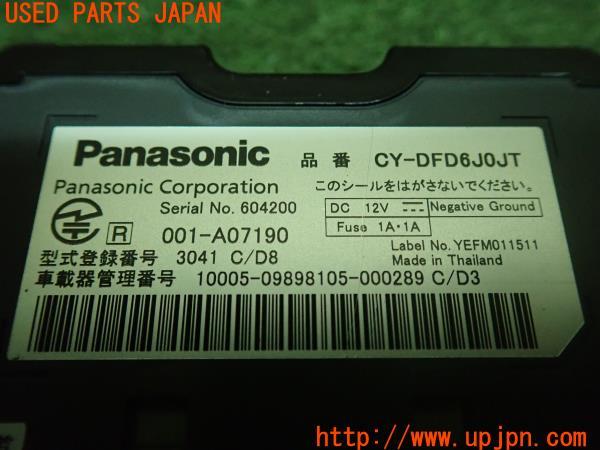 USED PARTS JAPAN
Panasonic 品番 CY-DFD6J0JT
Panasonic Corporation このシールをはがさないでください。
Serial No. 604200 DC 12V Negative Ground
Fuse 1A・1A
R 001-A07190
Label No. YEFM011511
型式登録番号 3041 C/D8 Made in Thailand
車載器管理番号 10005-09898105-000289 C/D3
http://www.upjpn.com/